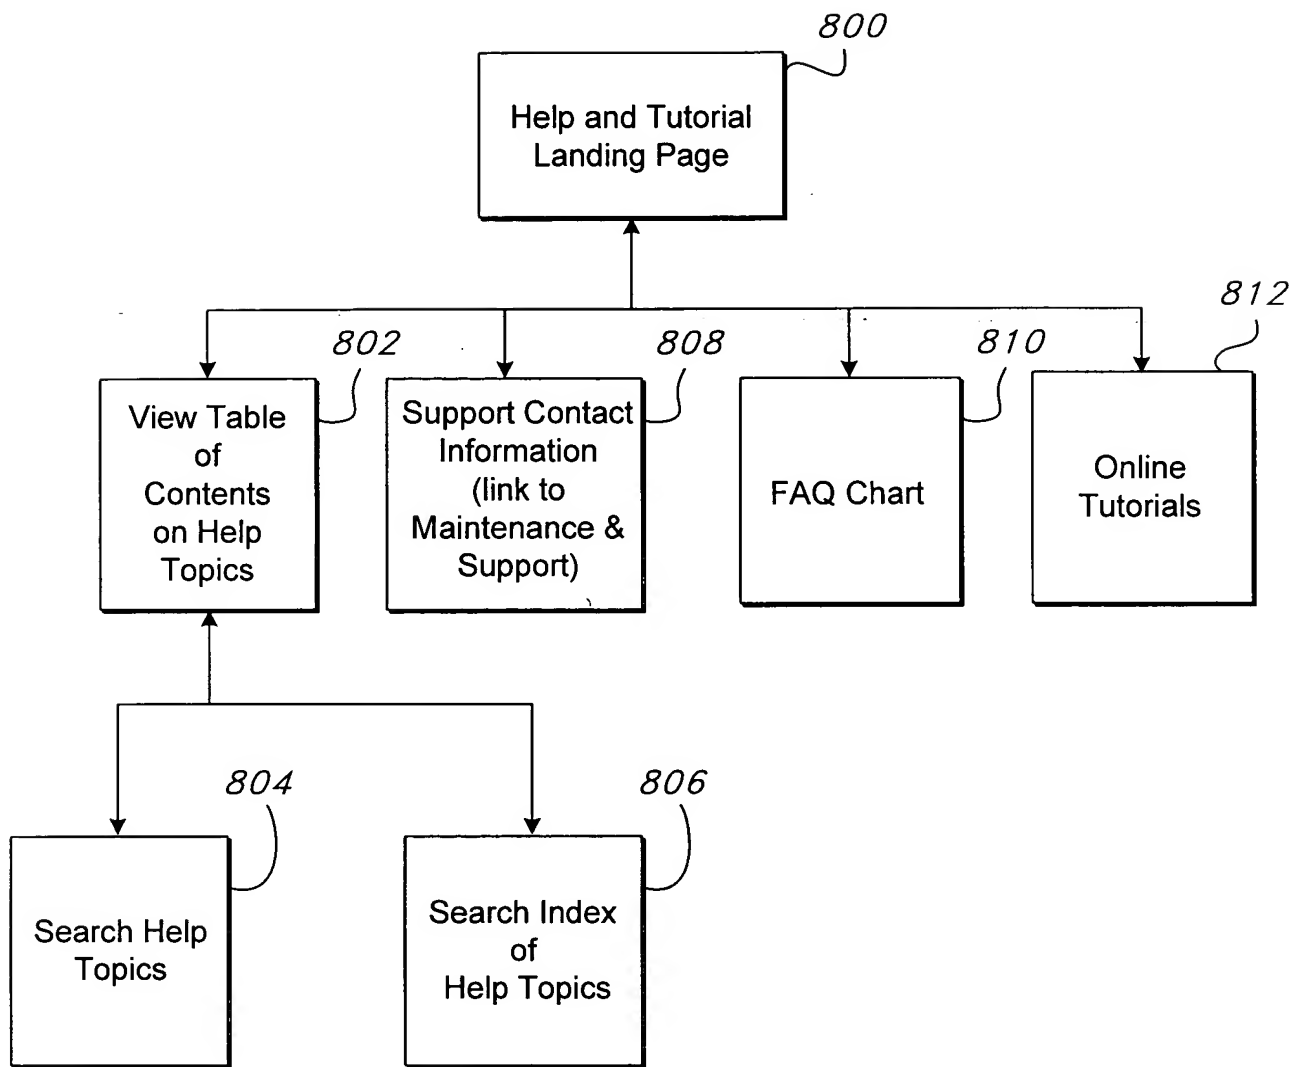 800
Help and Tutorial
Landing Page
802
View Table
of
Contents
on Help
Topics
808
Support Contact
Information
(link to
Maintenance &
Support)
810
FAQ Chart
812
Online
Tutorials
804
Search Help
Topics
806
Search Index
of
Help Topics